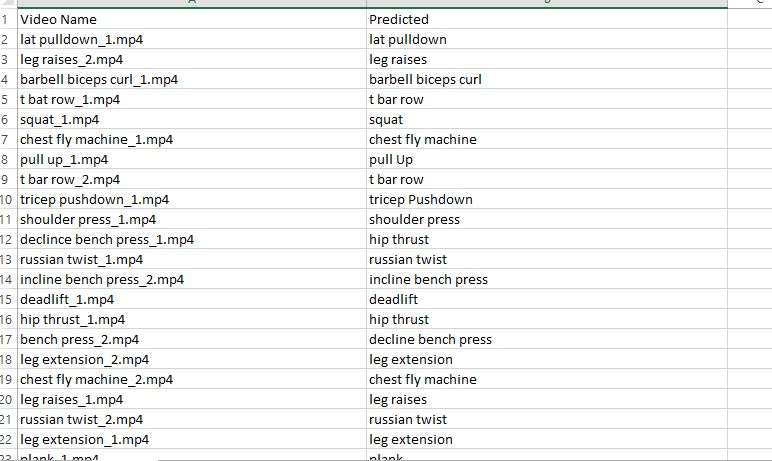 A B C
1 Video Name Predicted
2 lat pulldown_1.mp4 lat pulldown
3 leg raises_2.mp4 leg raises
4 barbell biceps curl_1.mp4 barbell biceps curl
5 t bat row_1.mp4 t bar row
6 squat_1.mp4 squat
7 chest fly machine_1.mp4 chest fly machine
8 pull up_1.mp4 pull Up
9 t bar row_2.mp4 t bar row
10 tricep pushdown_1.mp4 tricep Pushdown
11 shoulder press_1.mp4 shoulder press
12 declince bench press_1.mp4 hip thrust
13 russian twist_1.mp4 russian twist
14 incline bench press_2.mp4 incline bench press
15 deadlift_1.mp4 deadlift
16 hip thrust_1.mp4 hip thrust
17 bench press_2.mp4 decline bench press
18 leg extension_2.mp4 leg extension
19 chest fly machine_2.mp4 chest fly machine
20 leg raises_1.mp4 leg raises
21 russian twist_2.mp4 russian twist
22 leg extension_1.mp4 leg extension
23 plank_1.mp4 plank